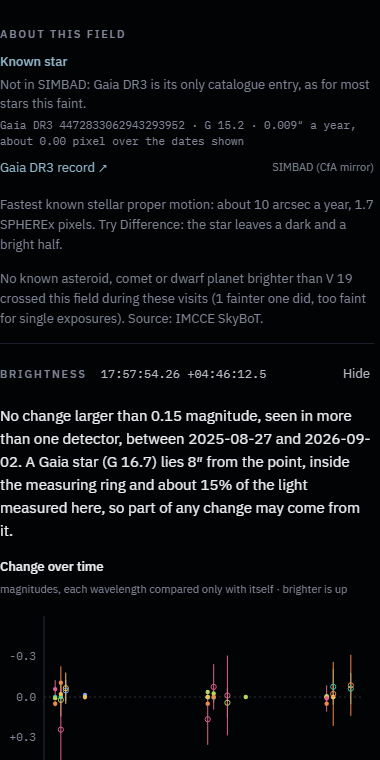 ABOUT THIS FIELD
Known star
Not in SIMBAD: Gaia DR3 is its only catalogue entry, as for most
stars this faint.
Gaia DR3 4472833062943293952 · G 15.2 · 0.009″ a year,
about 0.00 pixel over the dates shown
Gaia DR3 record ↗ SIMBAD (CfA mirror)
Fastest known stellar proper motion: about 10 arcsec a year, 1.7
SPHEREx pixels. Try Difference: the star leaves a dark and a
bright half.
No known asteroid, comet or dwarf planet brighter than V 19
crossed this field during these visits (1 fainter one did, too faint
for single exposures). Source: IMCCE SkyBoT.
BRIGHTNESS 17:57:54.26 +04:46:12.5 Hide
No change larger than 0.15 magnitude, seen in more
than one detector, between 2025-08-27 and 2026-09-
02. A Gaia star (G 16.7) lies 8″ from the point, inside
the measuring ring and about 15% of the light
measured here, so part of any change may come from
it.
Change over time
magnitudes, each wavelength compared only with itself · brighter is up
-0.3
0.0
+0.3